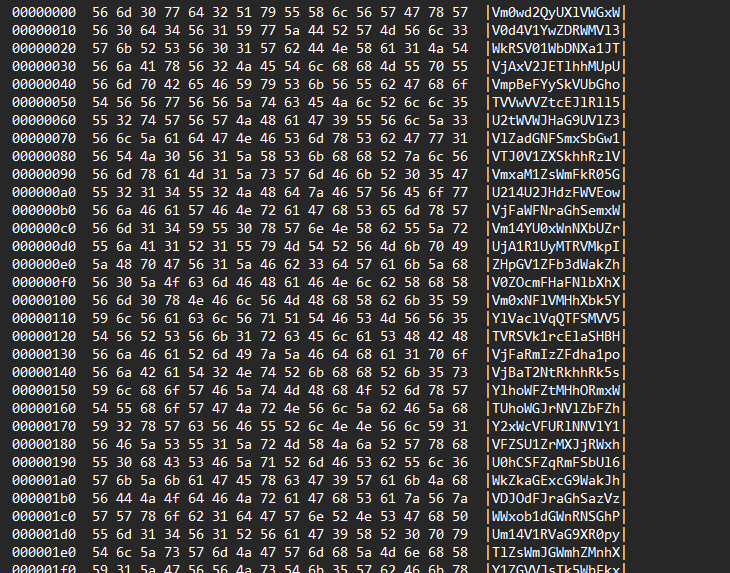 00000000 56 6d 30 77 64 32 51 79 55 58 6c 56 57 47 78 57 |Vm0wd2QyUXlVWGxW|
00000010 56 30 64 34 56 31 59 77 5a 44 52 57 4d 56 6c 33 |V0d4V1YwZDRWMVl3|
00000020 57 6b 52 53 56 30 31 57 62 44 4e 58 61 31 4a 54 |WkRSV01WbDNXa1JT|
00000030 56 6a 41 78 56 32 4a 45 54 6c 68 68 4d 55 70 55 |VjAxV2JETlhhMUpU|
00000040 56 6d 70 42 65 46 59 79 53 6b 56 55 62 47 68 6f |VmpBeFYySkVUbGho|
00000050 54 56 56 77 56 56 5a 74 63 45 4a 6c 52 6c 6c 35 |TVVwVVZtcEJlRll5|
00000060 55 32 74 57 56 57 4a 48 61 47 39 55 56 6c 5a 33 |U2tWVWJHaG9UVlZ3|
00000070 56 6c 5a 61 64 47 4e 46 53 6d 78 53 62 47 77 31 |VlZadGNFSmxSbGw1|
00000080 56 54 4a 30 56 31 5a 58 53 6b 68 68 52 7a 6c 56 |VTJ0V1ZXSkhhRzlV|
00000090 56 6d 78 61 4d 31 5a 73 57 6d 46 6b 52 30 35 47 |VmxaM1ZsWmFkR05G|
000000a0 55 32 31 34 55 32 4a 48 64 7a 46 57 56 45 6f 77 |U214U2JHdzFWVEow|
000000b0 56 6a 46 61 57 46 4e 72 61 47 68 53 65 6d 78 57 |VjFaWFNraGhSemxW|
000000c0 56 6d 31 34 59 55 30 78 57 6e 4e 58 62 55 5a 72 |Vm14YU0xWnNXbUZr|
000000d0 55 6a 41 31 52 31 55 79 4d 54 52 56 4d 6b 70 49 |UjA1R1UyMTRVMkpI|
000000e0 5a 48 70 47 56 31 5a 46 62 33 64 57 61 6b 5a 68 |ZHpGV1ZFb3dWakZh|
000000f0 56 30 5a 4f 63 6d 46 48 61 46 4e 6c 62 58 68 58 |V0ZOcmFHaFNlbXhX|
00000100 56 6d 30 78 4e 46 6c 56 4d 48 68 58 62 6b 35 59 |Vm0xNFlVMHhXbk5Y|
00000110 59 6c 56 61 63 6c 56 71 51 54 46 53 4d 56 56 35 |YlVaclVqQTFSMVV5|
00000120 54 56 52 53 56 6b 31 72 63 45 6c 61 53 48 42 48 |TVRSVk1rcElaSHBH|
00000130 56 6a 46 61 52 6d 49 7a 5a 46 64 68 61 31 70 6f |VjFaRmIzZFdha1po|
00000140 56 6a 42 61 54 32 4e 74 52 6b 68 68 52 6b 35 73 |VjBaT2NtRkhhRk5s|
00000150 59 6c 68 6f 57 46 5a 74 4d 48 68 4f 52 6d 78 57 |YlhoWFZtMHhORmxW|
00000160 54 55 68 6f 57 47 4a 72 4e 56 6c 5a 62 46 5a 68 |TUhoWGJrNVlZbFZh|
00000170 59 32 78 57 63 56 46 55 52 6c 4e 4e 56 6c 59 31 |Y2xWcVFURlNNVlY1|
00000180 56 46 5a 53 55 31 5a 72 4d 58 4a 6a 52 57 78 68 |VFZSU1ZrMXJjRWxh|
00000190 55 30 68 43 53 46 5a 71 52 6d 46 53 62 55 6c 36 |U0hCSFZqRmFSbUl6|
000001a0 57 6b 5a 6b 61 47 45 78 63 47 39 57 61 6b 4a 68 |WkZkaGExcG9WakJh|
000001b0 56 44 4a 4f 64 46 4a 72 61 47 68 53 61 7a 56 7a |VDJOdFJraGhSazVz|
000001c0 57 57 78 6f 62 31 64 47 57 6e 52 4e 53 47 68 50 |WWxob1dGWnRNSGhP|
000001d0 55 6d 31 34 56 31 52 56 61 47 39 58 52 30 70 79 |Um14V1RVaG9XR0py|
000001e0 54 6c 5a 73 57 6d 4a 47 57 6d 68 5a 4d 6e 68 58 |TlZsWmJGWmhZMnhX|
000001f0 59 31 5a 47 56 56 4a 73 54 6b 35 57 62 46 6b 78 |Y1ZGVVJsTk5WbFkx|